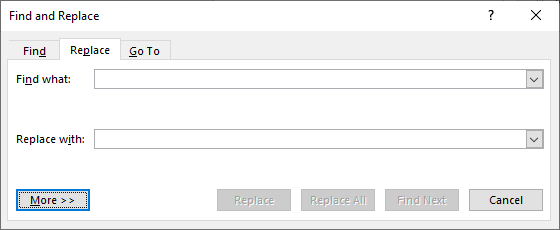 Find and Replace ? ×
Find Replace Go To
Find what:
Replace with:
More >> Replace Replace All Find Next Cancel